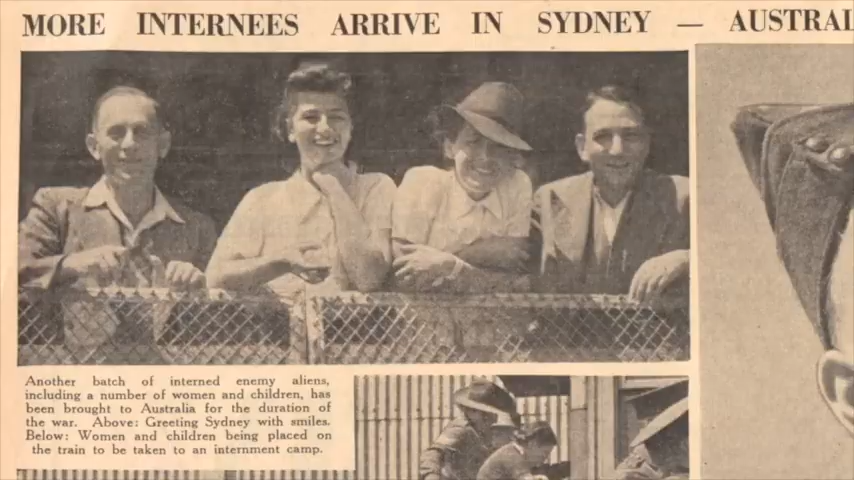 MORE INTERNEES ARRIVE IN SYDNEY — AUSTRAL
Another batch of interned enemy aliens,
including a number of women and children, has
been brought to Australia for the duration of
the war. Above: Greeting Sydney with smiles.
Below: Women and children being placed on
the train to be taken to an internment camp.